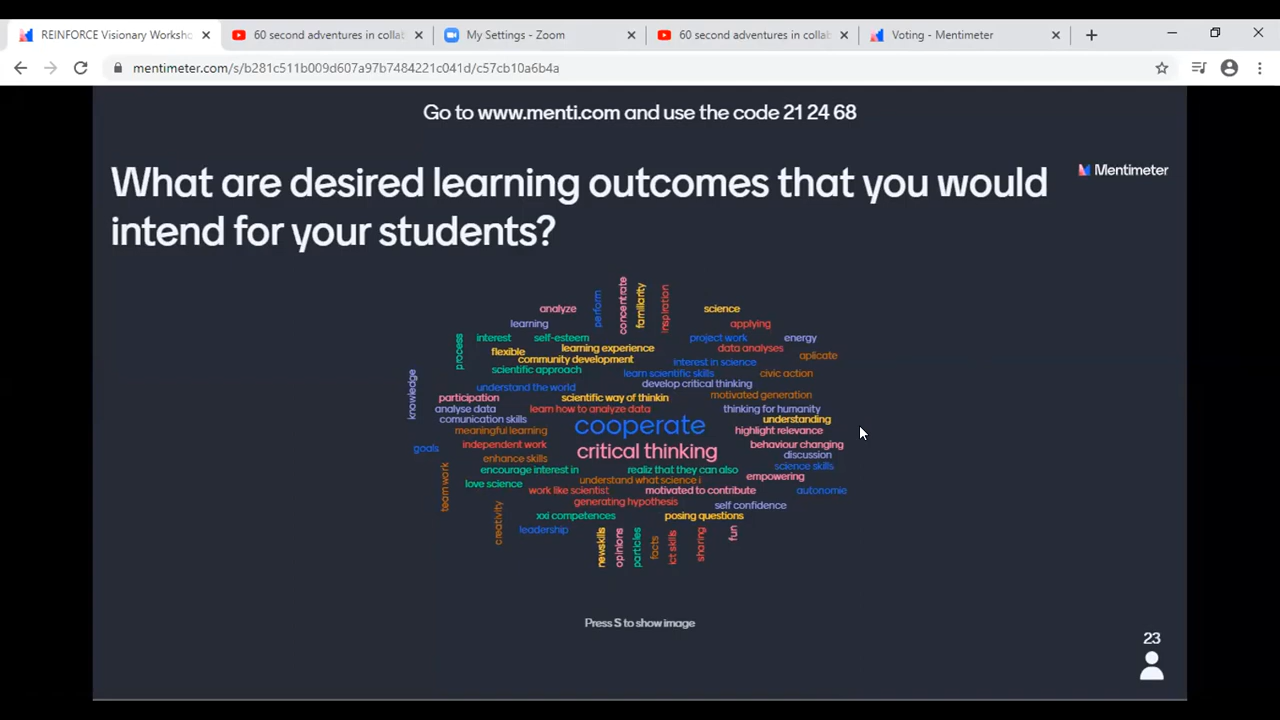 REINFORCE Visionary Worksho
60 second adventures in collab
My Settings - Zoom
60 second adventures in collab
Voting - Mentimeter
mentimeter.com/s/b281c511b009d607a97b7484221c041d/c57cb10a6b4a
Go to www.menti.com and use the code 21 24 68
What are desired learning outcomes that you would
intend for your students?
Mentimeter
analyze
perform
concentrate
familiarity
inspiration
science
learning
applying
process
interest
self-esteem
project work
energy
flexible
learning experience
data analyses
community development
interest in science
aplicate
scientific approach
learn scientific skills
civic action
knowledge
understand the world
develop critical thinking
participation
scientific way of thinkin
motivated generation
analyse data
learn how to analyze data
thinking for humanity
comunication skills
cooperate
understanding
meaningful learning
highlight relevance
goals
independent work
critical thinking
behaviour changing
enhance skills
discussion
encourage interest in
realiz that they can also
science skills
team work
love science
understand what science i
empowering
work like scientist
motivated to contribute
autonomie
generating hypothesis
self confidence
creativity
xxi competences
posing questions
leadership
newskills
opinions
particles
facts
ict skills
sharing
fun
Press S to show image
23